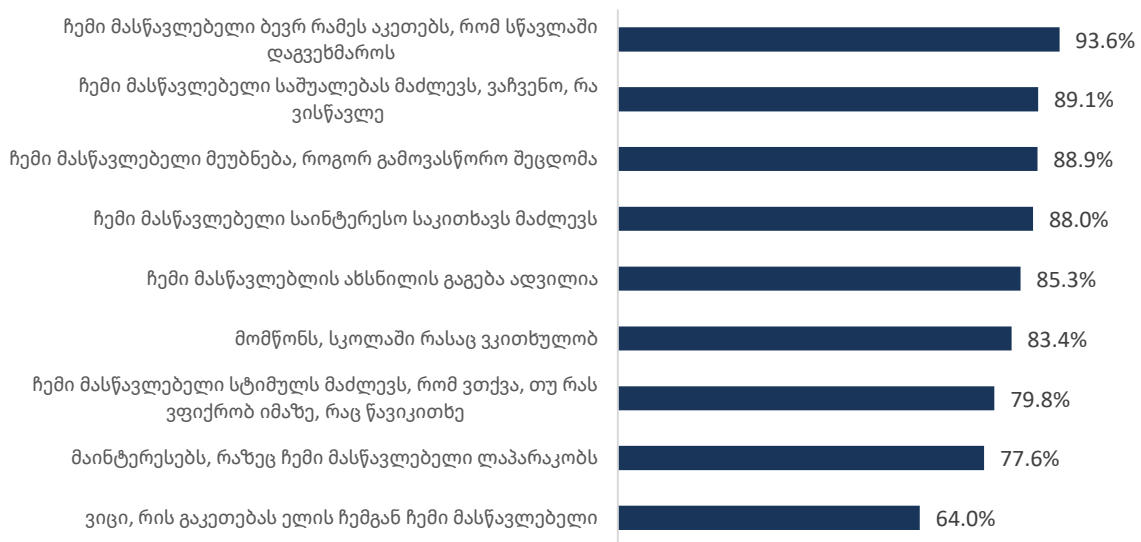 ჩემი მასწავლებელი ბევრ რამეს აკეთებს, რომ სწავლაში
დაგვეხმაროს
93.6%
ჩემი მასწავლებელი საშუალებას მაძლევს, ვაჩვენო, რა
ვისწავლე
89.1%
ჩემი მასწავლებელი მეუბნება, როგორ გამოვასწორო შეცდომა
88.9%
ჩემი მასწავლებელი საინტერესო საკითხავს მაძლევს
88.0%
ჩემი მასწავლებლის ახსნილის გაგება ადვილია
85.3%
მომწონს, სკოლაში რასაც ვკითხულობ
83.4%
ჩემი მასწავლებელი სტიმულს მაძლევს, რომ ვთქვა, თუ რას
ვფიქრობ იმაზე, რაც წავიკითხე
79.8%
მაინტერესებს, რაზეც ჩემი მასწავლებელი ლაპარაკობს
77.6%
ვიცი, რის გაკეთებას ელის ჩემგან ჩემი მასწავლებელი
64.0%